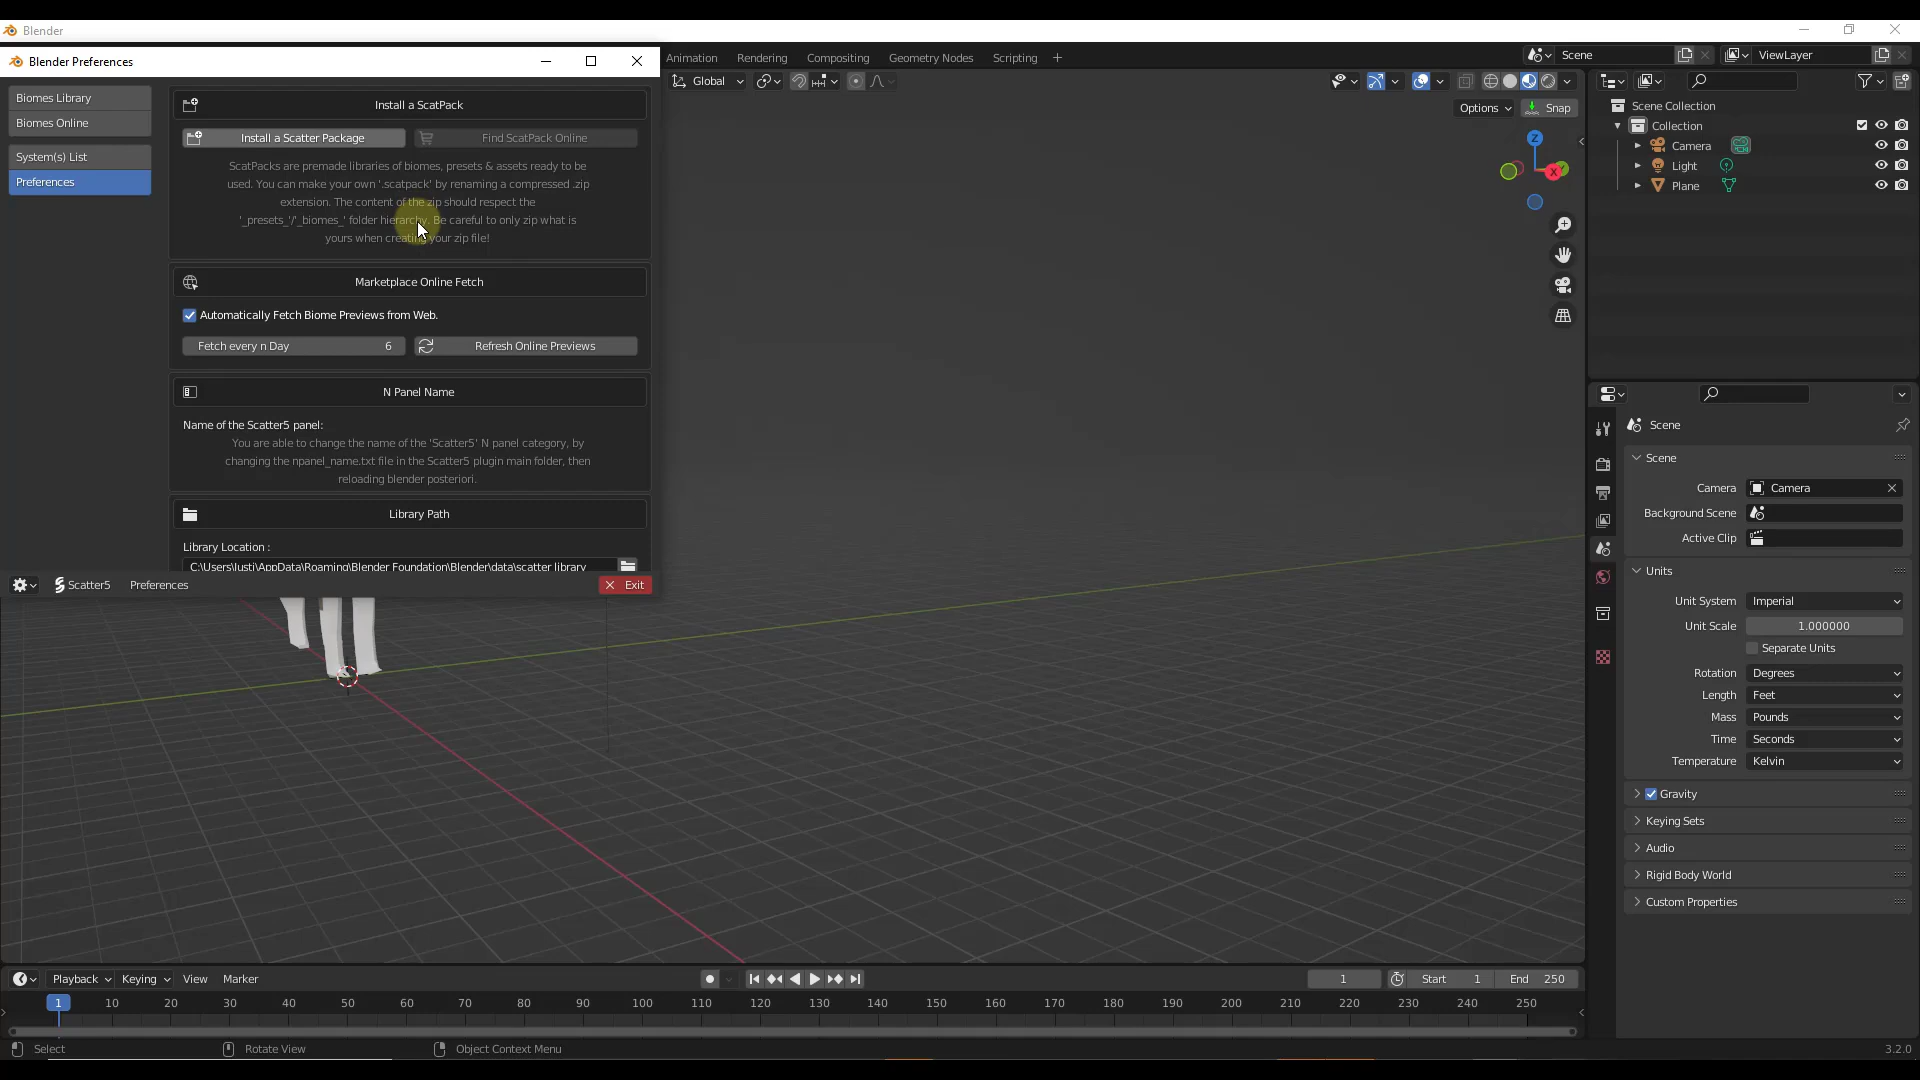 Blender
Blender Preferences
Animation Rendering Compositing Geometry Nodes Scripting +
Scene
ViewLayer
Global
Options
Snap
Biomes Library
Biomes Online
System(s) List
Preferences
Install a ScatPack
Install a Scatter Package
Find ScatPack Online
ScatPacks are premade libraries of biomes, presets & assets ready to be
used. You can make your own '.scatpack' by renaming a compressed .zip
extension. The content of the zip should respect the
'_presets_'/'_biomes_' folder hierarchy. Be careful to only zip what is
yours when creating your zip file!
Marketplace Online Fetch
Automatically Fetch Biome Previews from Web.
Fetch every n Day 6
Refresh Online Previews
N Panel Name
Name of the Scatter5 panel:
You are able to change the name of the 'Scatter5' N panel category, by
changing the npanel_name.txt file in the Scatter5 plugin main folder, then
reloading blender posteriori.
Library Path
Library Location :
C:\Users\Justi\AppData\Roaming\Blender Foundation\Blender\data\scatter library
Scatter5 Preferences
Exit
Z
X
Scene Collection
Collection
Camera
Light
Plane
Scene
Scene
Camera Camera
Background Scene
Active Clip
Units
Unit System Imperial
Unit Scale 1.000000
Separate Units
Rotation Degrees
Length Feet
Mass Pounds
Time Seconds
Temperature Kelvin
Gravity
Keying Sets
Audio
Rigid Body World
Custom Properties
Playback Keying View Marker
1 Start 1 End 250
1 10 20 30 40 50 60 70 80 90 100 110 120 130 140 150 160 170 180 190 200 210 220 230 240 250
Select Rotate View Object Context Menu
3.2.0